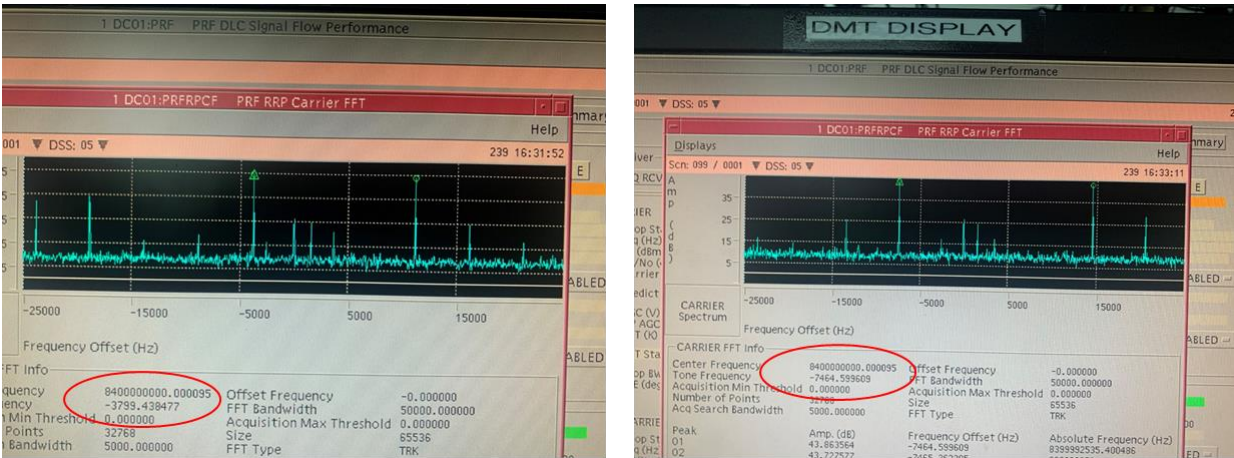 1 DC01:PRF PRF DLC Signal Flow Performance
1 DC01:PRFRPCF PRF RRP Carrier FFT
Help
001 ▼ DSS: 05 ▼
239 16:31:52
E
-25000 -15000 -5000 5000 15000
ABLED
Frequency Offset (Hz)
ABLED
FFT Info
quency 8400000000.000095 Offset Frequency -0.000000
ency -3799.438477 FFT Bandwidth 50000.000000
n Min Threshold 0.000000 Acquisition Max Threshold 0.000000
Points 32768 Size 65536
Bandwidth 5000.000000 FFT Type TRK
DMT DISPLAY
1 DC01:PRF PRF DLC Signal Flow Performance
001 ▼ DSS: 05 ▼
1 DC01:PRFRPCF PRF RRP Carrier FFT
Displays Help
Scn: 099 / 0001 ▼ DSS: 05 ▼
239 16:33:11
E
Amp (dB)
35
25
15
5
-25000 -15000 -5000 5000 15000
ABLED
CARRIER
Spectrum
Frequency Offset (Hz)
ABLED
CARRIER FFT Info
Center Frequency 8400000000.000095 Offset Frequency -0.000000
Tone Frequency -7464.599609 FFT Bandwidth 50000.000000
Acquisition Min Threshold 0.000000 Acquisition Max Threshold 0.000000
Number of Points 32768 Size 65536
Acq Search Bandwidth 5000.000000 FFT Type TRK
Peak Amp. (dB) Frequency Offset (Hz) Absolute Frequency (Hz)
01 43.863564 -7464.599609 8399992535.400486
02